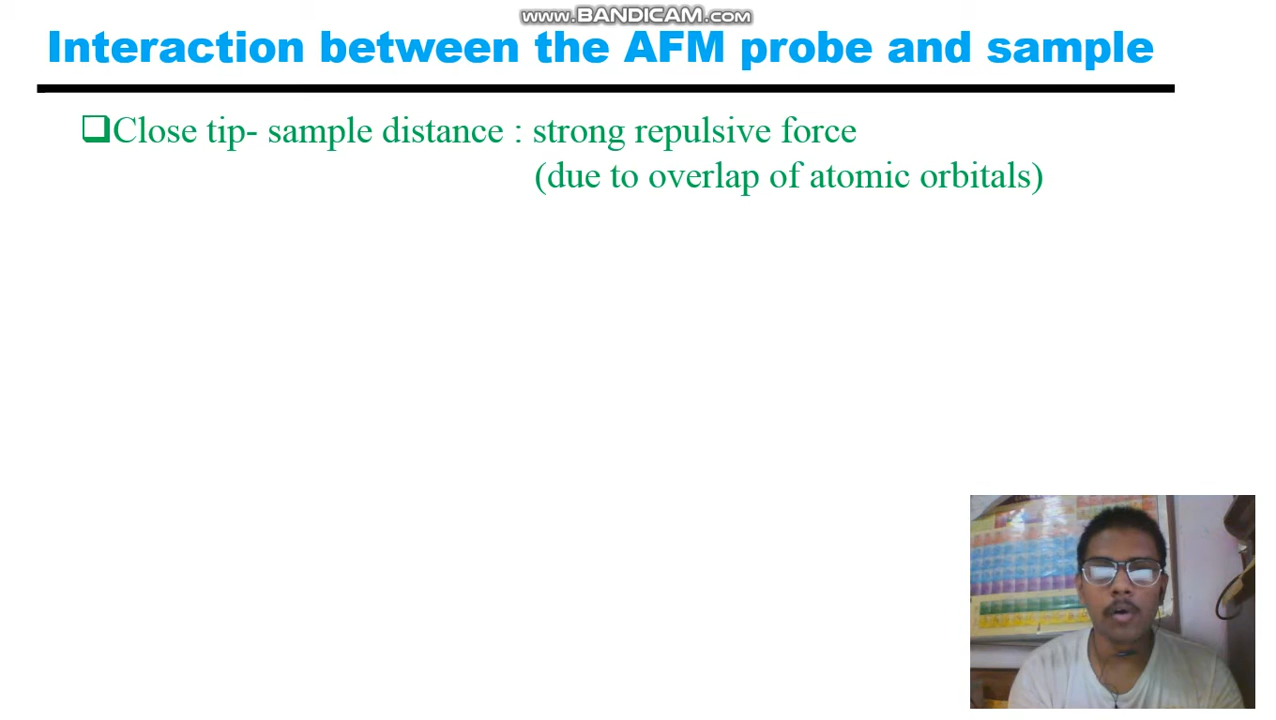 www.BANDICAM.com
Interaction between the AFM probe and sample
❑Close tip- sample distance : strong repulsive force
(due to overlap of atomic orbitals)